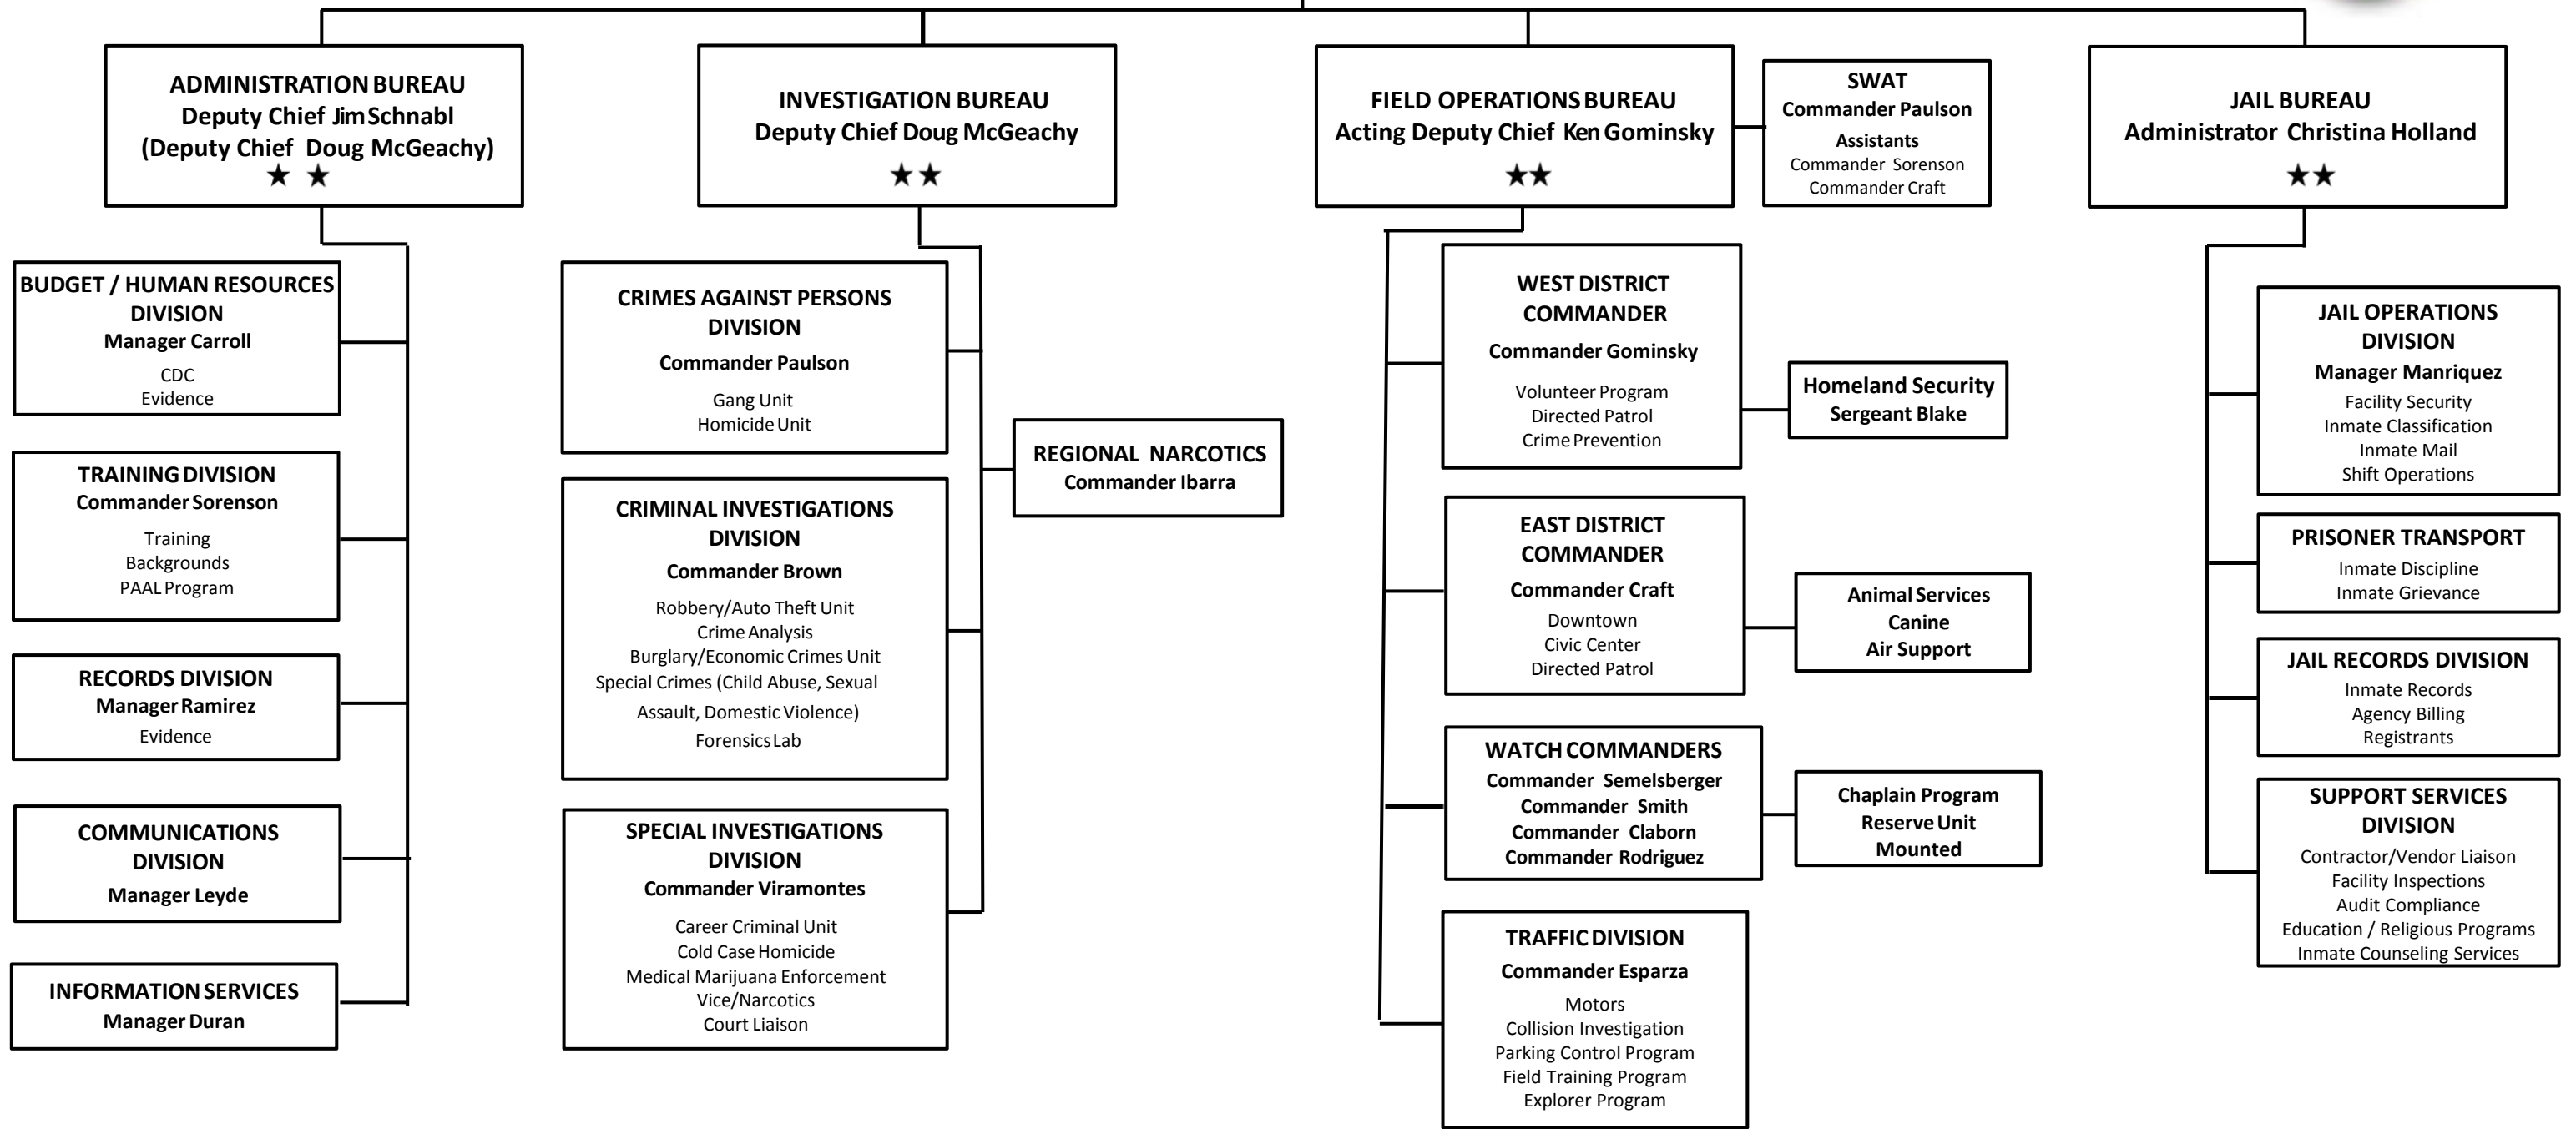 ADMINISTRATION BUREAU
Deputy Chief Jim Schnabl
(Deputy Chief Doug McGeachy)
★ ★
INVESTIGATION BUREAU
Deputy Chief Doug McGeachy
★★
FIELD OPERATIONS BUREAU
Acting Deputy Chief Ken Gominsky
★★
SWAT
Commander Paulson
Assistants
Commander Sorenson
Commander Craft
JAIL BUREAU
Administrator Christina Holland
★★
BUDGET / HUMAN RESOURCES
DIVISION
Manager Carroll
CDC
Evidence
TRAINING DIVISION
Commander Sorenson
Training
Backgrounds
PAAL Program
RECORDS DIVISION
Manager Ramirez
Evidence
COMMUNICATIONS
DIVISION
Manager Leyde
INFORMATION SERVICES
Manager Duran
CRIMES AGAINST PERSONS
DIVISION
Commander Paulson
Gang Unit
Homicide Unit
CRIMINAL INVESTIGATIONS
DIVISION
Commander Brown
Robbery/Auto Theft Unit
Crime Analysis
Burglary/Economic Crimes Unit
Special Crimes (Child Abuse, Sexual
Assault, Domestic Violence)
Forensics Lab
SPECIAL INVESTIGATIONS
DIVISION
Commander Viramontes
Career Criminal Unit
Cold Case Homicide
Medical Marijuana Enforcement
Vice/Narcotics
Court Liaison
REGIONAL NARCOTICS
Commander Ibarra
WEST DISTRICT
COMMANDER
Commander Gominsky
Volunteer Program
Directed Patrol
Crime Prevention
Homeland Security
Sergeant Blake
EAST DISTRICT
COMMANDER
Commander Craft
Downtown
Civic Center
Directed Patrol
Animal Services
Canine
Air Support
WATCH COMMANDERS
Commander Semelsberger
Commander Smith
Commander Claborn
Commander Rodriguez
Chaplain Program
Reserve Unit
Mounted
TRAFFIC DIVISION
Commander Esparza
Motors
Collision Investigation
Parking Control Program
Field Training Program
Explorer Program
JAIL OPERATIONS
DIVISION
Manager Manriquez
Facility Security
Inmate Classification
Inmate Mail
Shift Operations
PRISONER TRANSPORT
Inmate Discipline
Inmate Grievance
JAIL RECORDS DIVISION
Inmate Records
Agency Billing
Registrants
SUPPORT SERVICES
DIVISION
Contractor/Vendor Liaison
Facility Inspections
Audit Compliance
Education / Religious Programs
Inmate Counseling Services